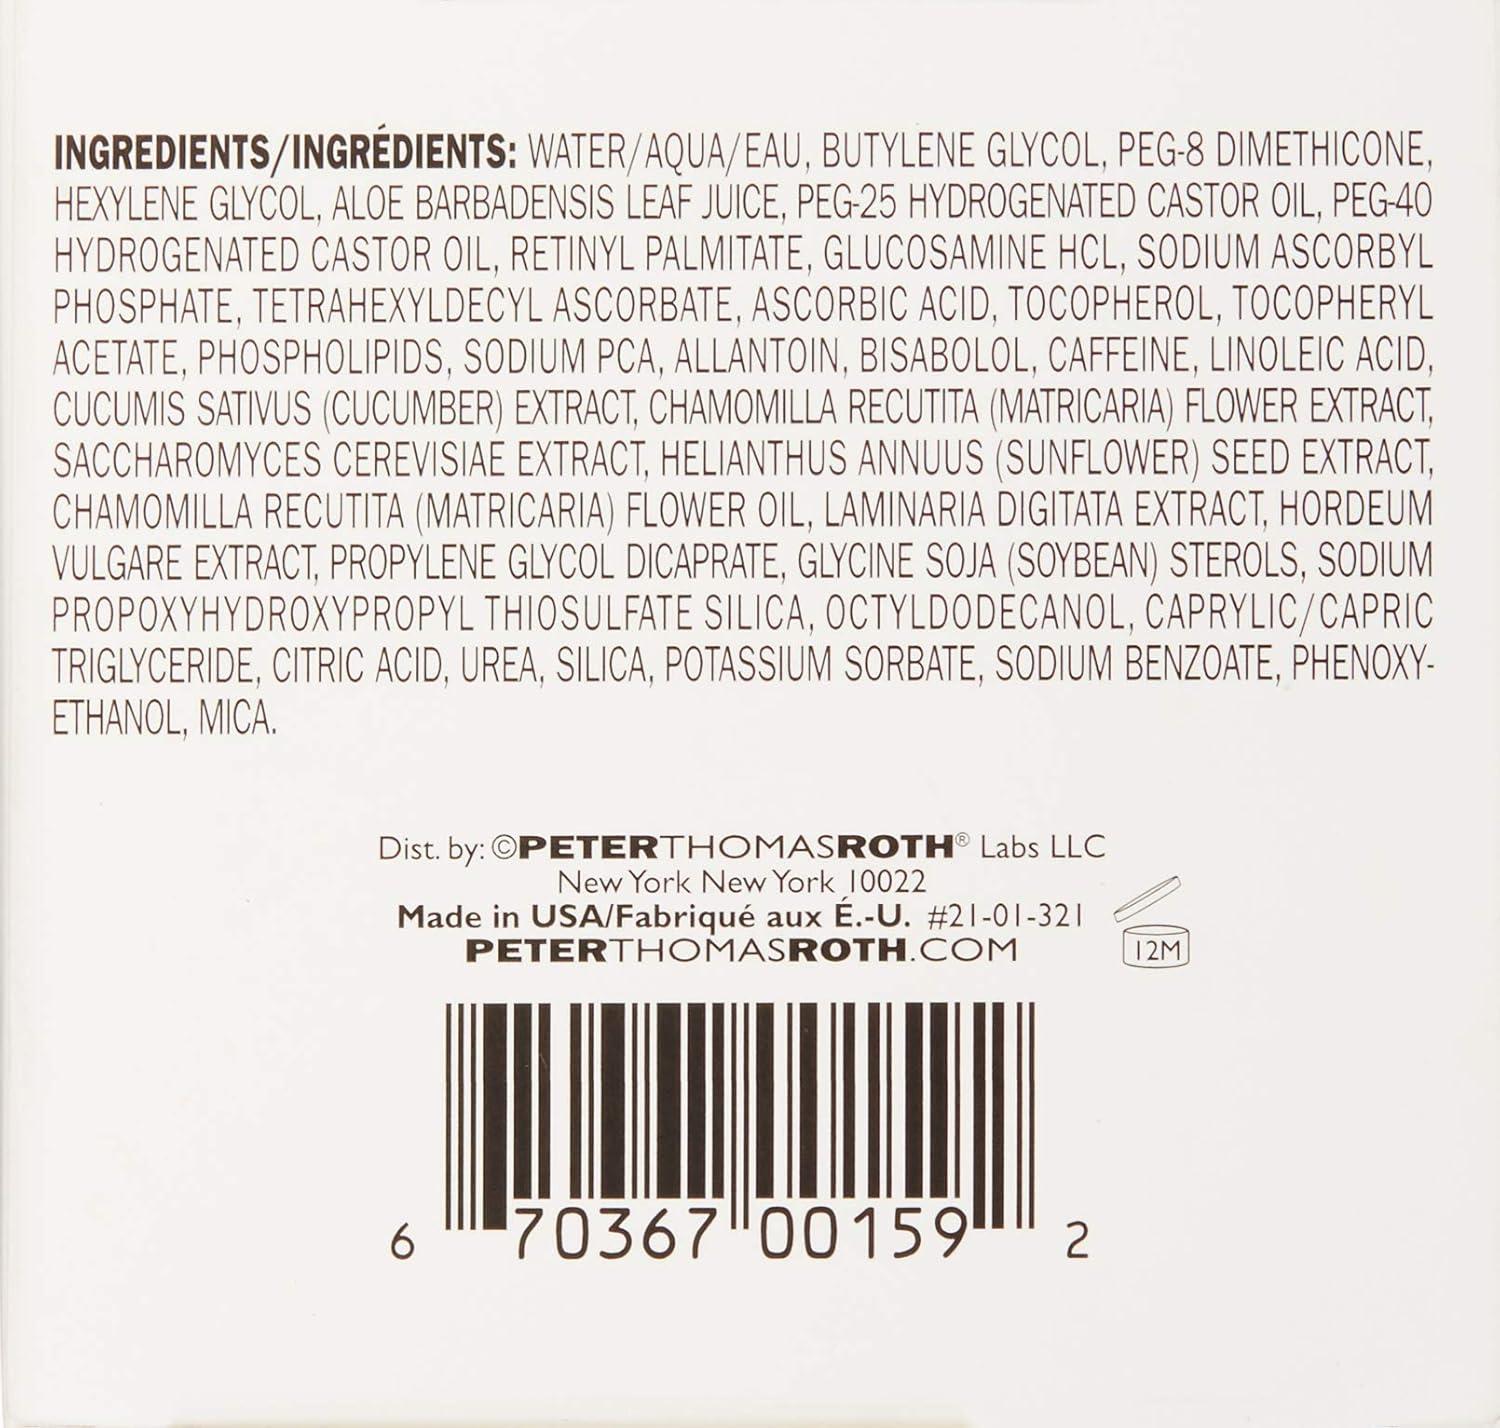 INGREDIENTS/INGRÉDIENTS: WATER/AQUA/EAU, BUTYLENE GLYCOL, PEG-8 DIMETHICONE,
HEXYLENE GLYCOL, ALOE BARBADENSIS LEAF JUICE, PEG-25 HYDROGENATED CASTOR OIL, PEG-40
HYDROGENATED CASTOR OIL, RETINYL PALMITATE, GLUCOSAMINE HCL, SODIUM ASCORBYL
PHOSPHATE, TETRAHEXYLDECYL ASCORBATE, ASCORBIC ACID, TOCOPHEROL, TOCOPHERYL
ACETATE, PHOSPHOLIPIDS, SODIUM PCA, ALLANTOIN, BISABOLOL, CAFFEINE, LINOLEIC ACID,
CUCUMIS SATIVUS (CUCUMBER) EXTRACT, CHAMOMILLA RECUTITA (MATRICARIA) FLOWER EXTRACT,
SACCHAROMYCES CEREVISIAE EXTRACT, HELIANTHUS ANNUUS (SUNFLOWER) SEED EXTRACT,
CHAMOMILLA RECUTITA (MATRICARIA) FLOWER OIL, LAMINARIA DIGITATA EXTRACT, HORDEUM
VULGARE EXTRACT, PROPYLENE GLYCOL DICAPRATE, GLYCINE SOJA (SOYBEAN) STEROLS, SODIUM
PROPOXYHYDROXYPROPYL THIOSULFATE SILICA, OCTYLDODECANOL, CAPRYLIC/CAPRIC
TRIGLYCERIDE, CITRIC ACID, UREA, SILICA, POTASSIUM SORBATE, SODIUM BENZOATE, PHENOXY-
ETHANOL, MICA.
Dist. by: ©PETERTHOMASROTH® Labs LLC
New York New York 10022
Made in USA/Fabriqué aux É.-U. #21-01-321
PETERTHOMASROTH.COM
12M
6 70367 00159 2